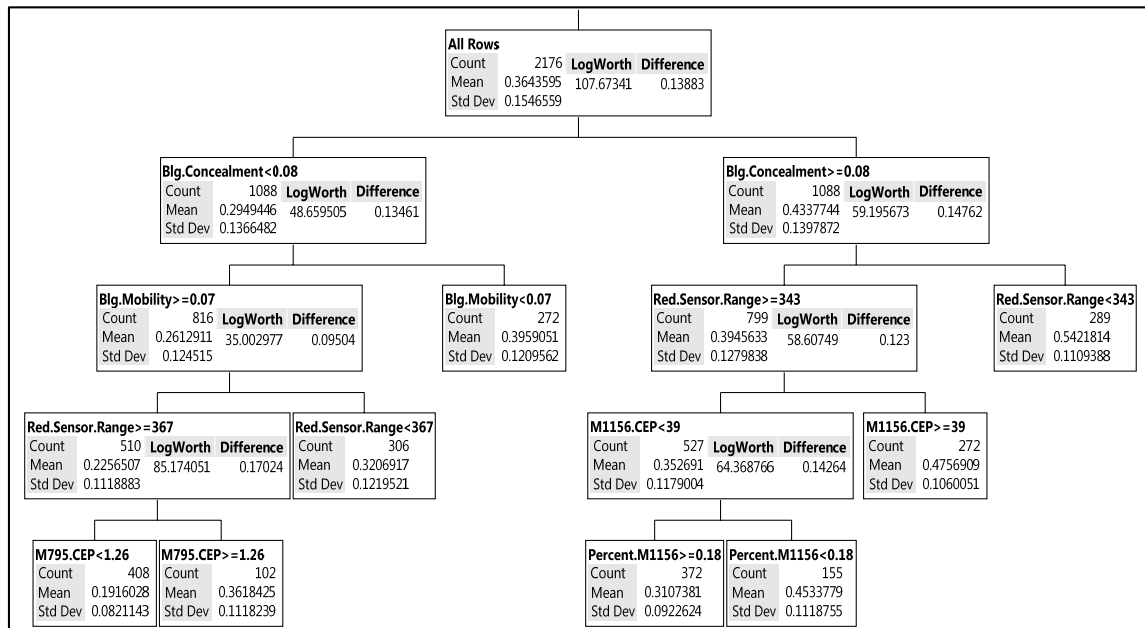 All Rows
Count 2176 LogWorth Difference
Mean 0.3643595 107.67341 0.13883
Std Dev 0.1546559
Blg.Concealment<0.08
Count 1088 LogWorth Difference
Mean 0.2949446 48.659505 0.13461
Std Dev 0.1366482
Blg.Concealment>=0.08
Count 1088 LogWorth Difference
Mean 0.4337744 59.195673 0.14762
Std Dev 0.1397872
Blg.Mobility>=0.07
Count 816 LogWorth Difference
Mean 0.2612911 35.002977 0.09504
Std Dev 0.124515
Blg.Mobility<0.07
Count 272
Mean 0.3959051
Std Dev 0.1209562
Red.Sensor.Range>=343
Count 799 LogWorth Difference
Mean 0.3945633 58.60749 0.123
Std Dev 0.1279838
Red.Sensor.Range<343
Count 289
Mean 0.5421814
Std Dev 0.1109388
Red.Sensor.Range>=367
Count 510 LogWorth Difference
Mean 0.2256507 85.174051 0.17024
Std Dev 0.1118883
Red.Sensor.Range<367
Count 306
Mean 0.3206917
Std Dev 0.1219521
M1156.CEP<39
Count 527 LogWorth Difference
Mean 0.352691 64.368766 0.14264
Std Dev 0.1179004
M1156.CEP>=39
Count 272
Mean 0.4756909
Std Dev 0.1060051
M795.CEP<1.26
Count 408
Mean 0.1916028
Std Dev 0.0821143
M795.CEP>=1.26
Count 102
Mean 0.3618425
Std Dev 0.1118239
Percent.M1156>=0.18
Count 372
Mean 0.3107381
Std Dev 0.0922624
Percent.M1156<0.18
Count 155
Mean 0.4533779
Std Dev 0.1118755